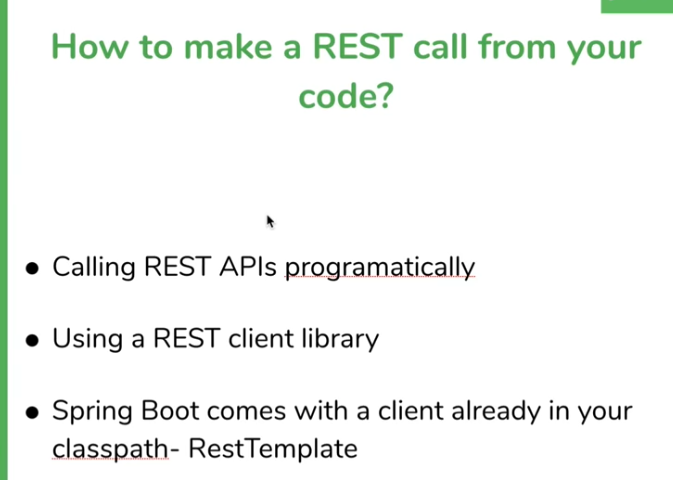 How to make a REST call from your
code?
● Calling REST APIs programatically
● Using a REST client library
● Spring Boot comes with a client already in your
classpath- RestTemplate